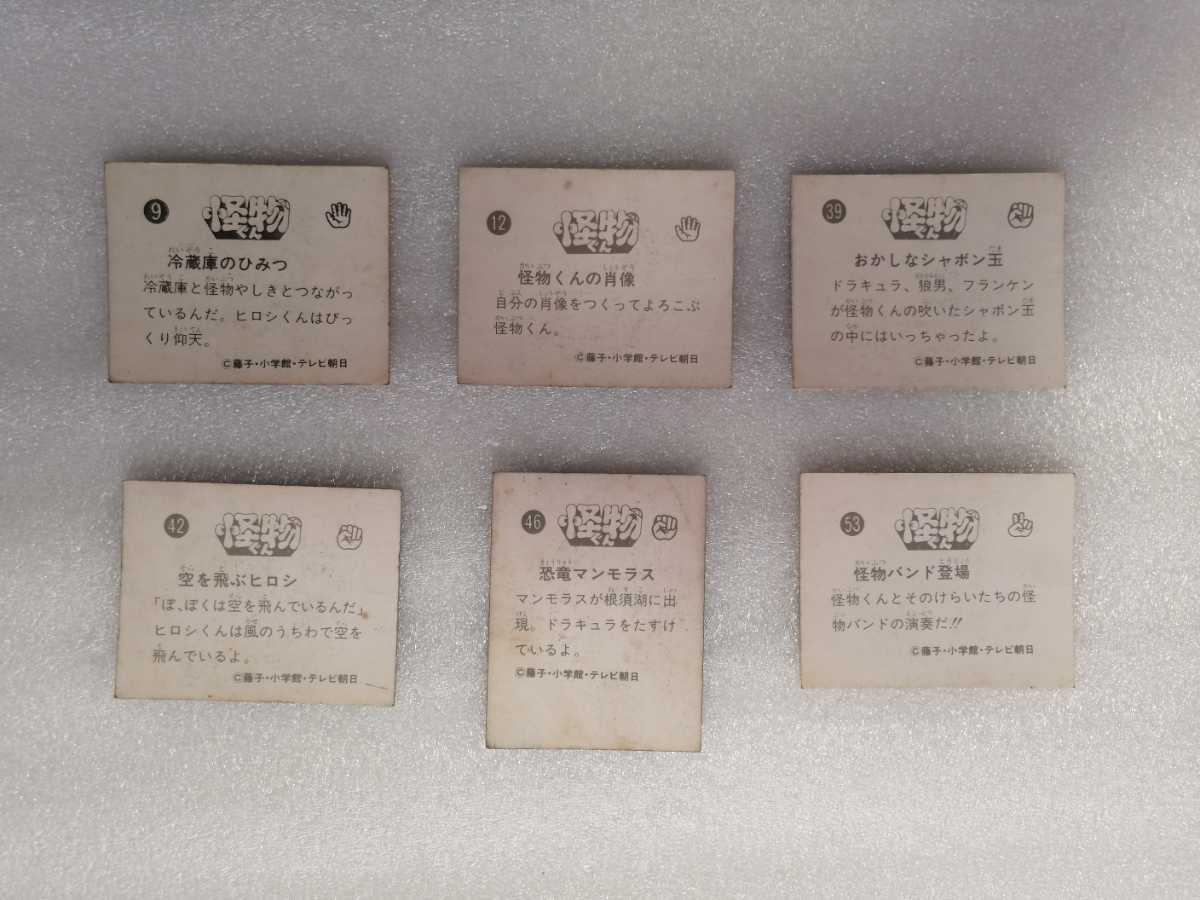 9
怪物くん
冷蔵庫のひみつ
冷蔵庫と怪物やしきとつながっ
ているんだ。ヒロシくんはびっ
くり仰天。
©藤子・小学館・テレビ朝日
12
怪物くん
怪物くんの肖像
自分の肖像をつくってよろこぶ
怪物くん。
©藤子・小学館・テレビ朝日
39
怪物くん
おかしなシャボン玉
ドラキュラ、狼男、フランケン
が怪物くんの吹いたシャボン玉
の中にはいっちゃったよ。
©藤子・小学館・テレビ朝日
42
怪物くん
空を飛ぶヒロシ
「ぼ、ぼくは空を飛んでいるんだ」
ヒロシくんは風のうちわで空を
飛んでいるよ。
©藤子・小学館・テレビ朝日
46
怪物くん
恐竜マンモラス
マンモラスが根須湖に出
現。ドラキュラをたすけ
ているよ。
©藤子・小学館・テレビ朝日
53
怪物くん
怪物バンド登場
怪物くんとそのけらいたちの怪
物バンドの演奏だ!!
©藤子・小学館・テレビ朝日